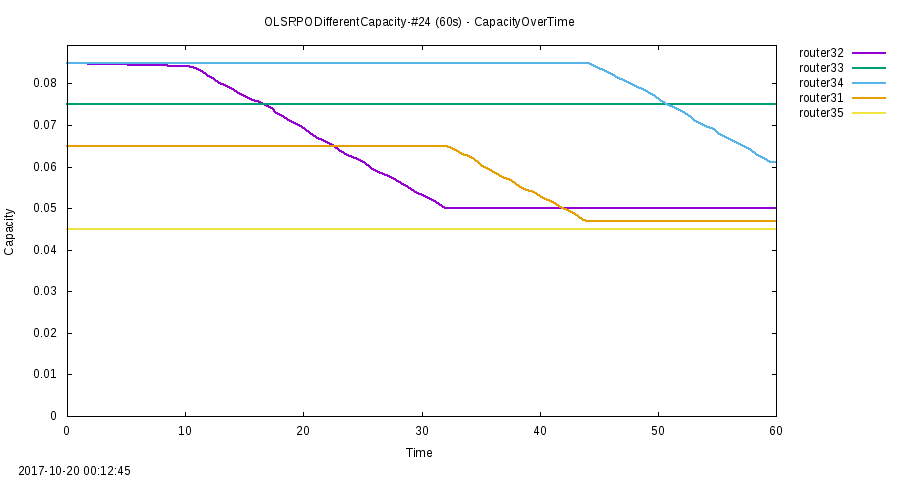 OLSRPODifferentCapacity-#24 (60s) - CapacityOverTime
router32
router33
router34
router31
router35
0.08
0.07
0.06
0.05
0.04
0.03
0.02
0.01
0
Capacity
0 10 20 30 40 50 60
Time
2017-10-20 00:12:45